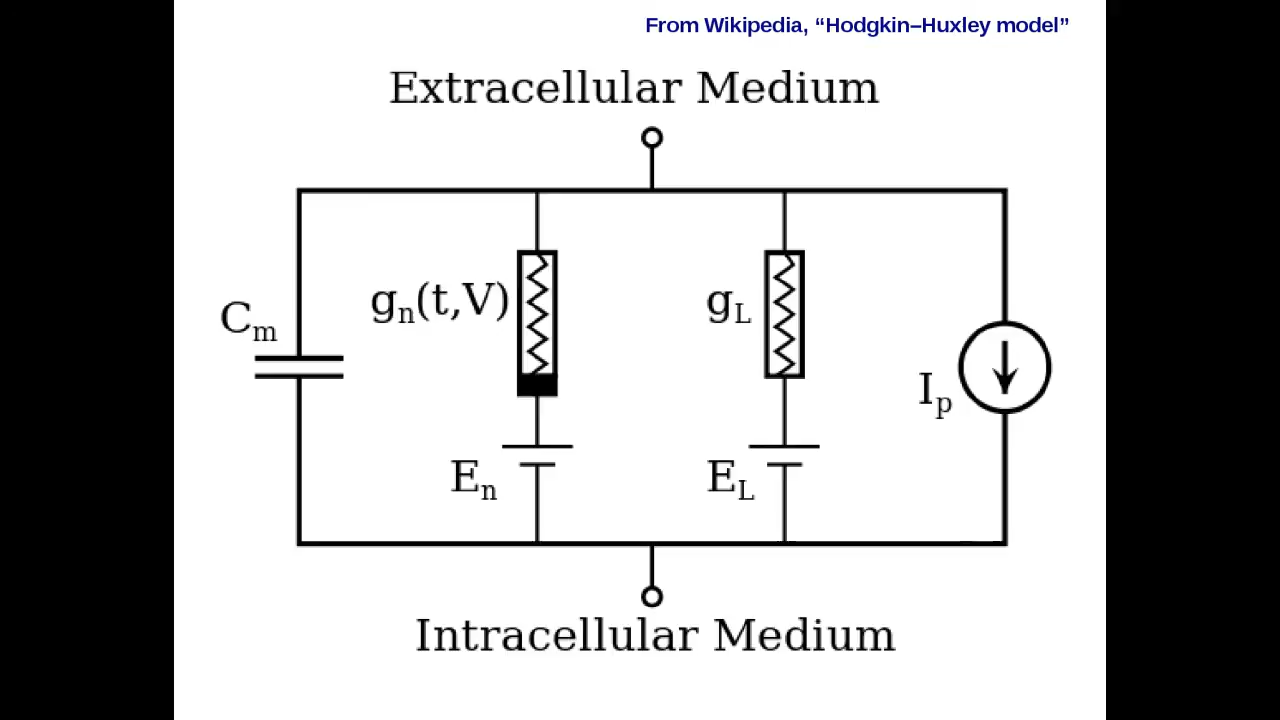 From Wikipedia, “Hodgkin–Huxley model”
Extracellular Medium
Cm
gn(t,V)
gL
Ip
En
EL
Intracellular Medium